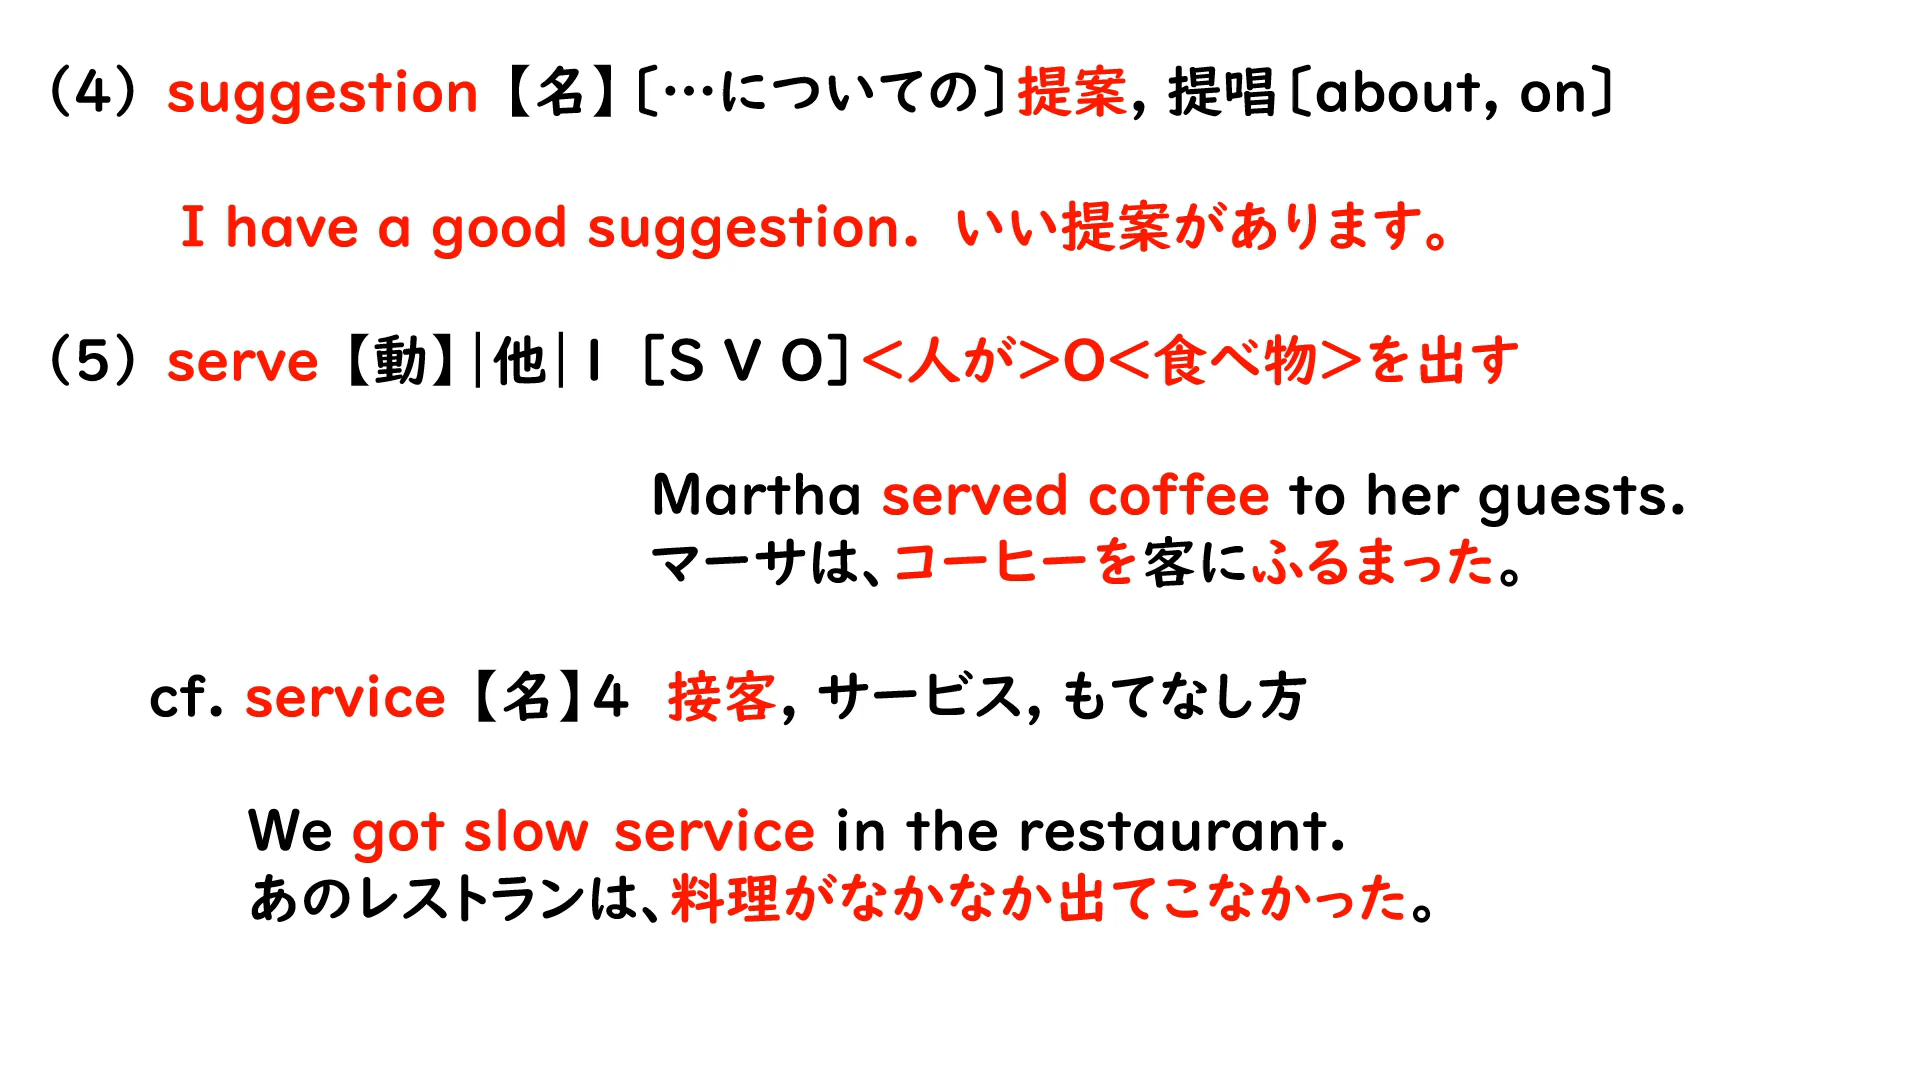 (4) suggestion【名】〔…についての〕提案, 提唱〔about, on〕
I have a good suggestion. いい提案があります。
(5) serve【動】|他| 1 [S V O]<人が>O<食べ物>を出す
Martha served coffee to her guests.
マーサは、コーヒーを客にふるまった。
cf. service【名】4 接客, サービス, もてなし方
We got slow service in the restaurant.
あのレストランは、料理がなかなか出てこなかった。